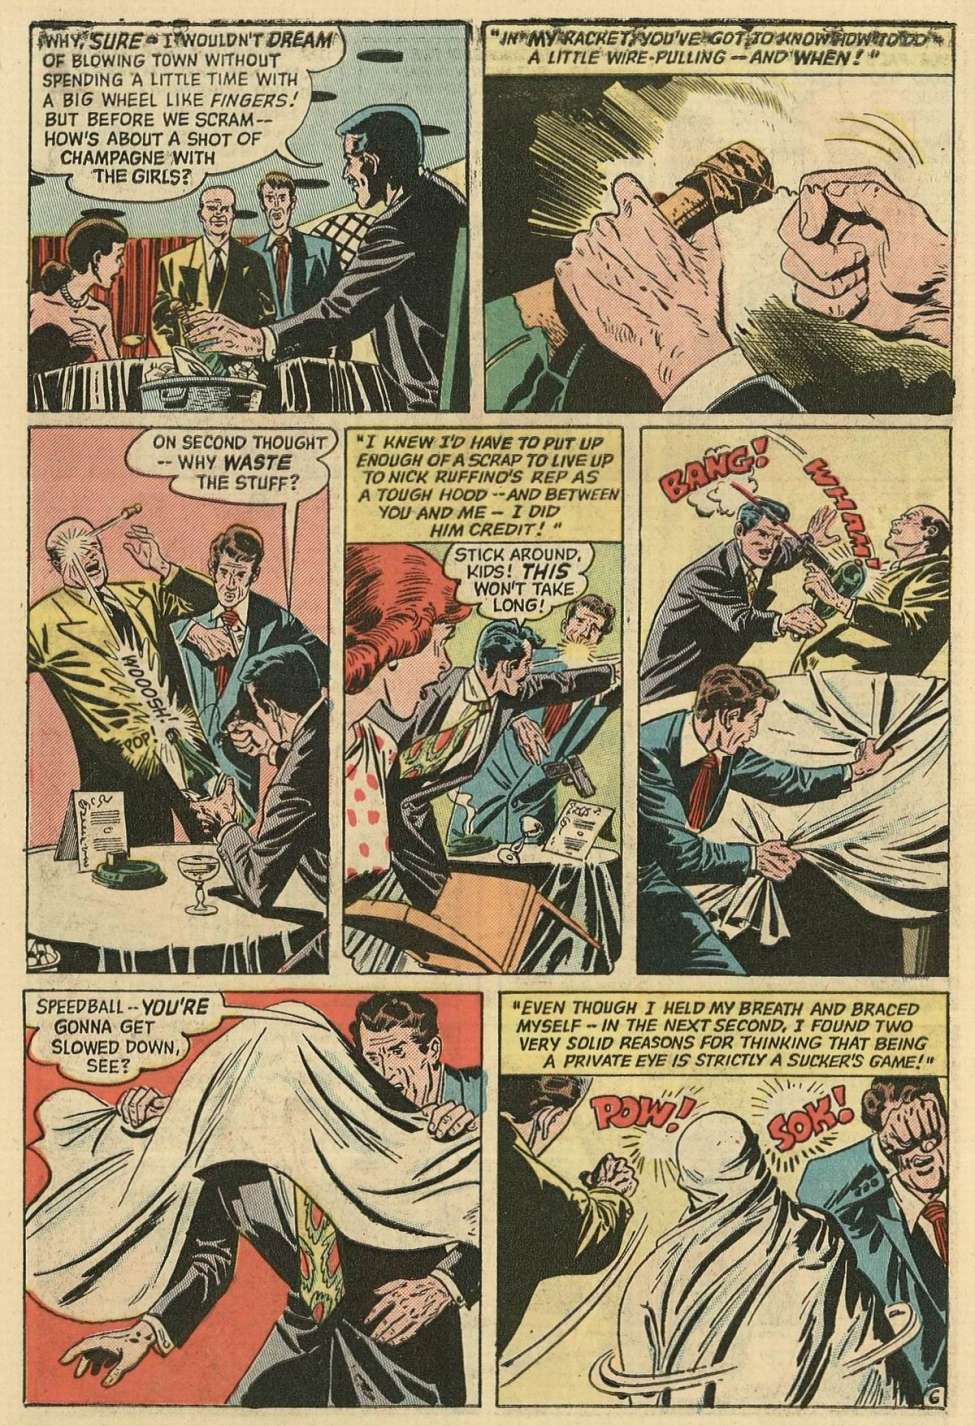 WHY, SURE - I WOULDN'T DREAM
OF BLOWING TOWN WITHOUT
SPENDING A LITTLE TIME WITH
A BIG WHEEL LIKE FINGERS!
BUT BEFORE WE SCRAM--
HOW'S ABOUT A SHOT OF
CHAMPAGNE WITH
THE GIRLS?
"IN MY RACKET, YOU'VE GOT TO KNOW HOW TO DO
A LITTLE WIRE-PULLING -- AND WHEN!"
ON SECOND THOUGHT
-- WHY WASTE
THE STUFF?
WOOOSH!
POP!
"I KNEW I'D HAVE TO PUT UP
ENOUGH OF A SCRAP TO LIVE UP
TO NICK RUFFINO'S REP AS
A TOUGH HOOD -- AND BETWEEN
YOU AND ME -- I DID
HIM CREDIT!"
STICK AROUND,
KIDS! THIS
WON'T TAKE
LONG!
BANG!
WHAM!
SPEEDBALL -- YOU'RE
GONNA GET
SLOWED DOWN,
SEE?
"EVEN THOUGH I HELD MY BREATH AND BRACED
MYSELF -- IN THE NEXT SECOND, I FOUND TWO
VERY SOLID REASONS FOR THINKING THAT BEING
A PRIVATE EYE IS STRICTLY A SUCKER'S GAME!"
POW!
SOK!
6